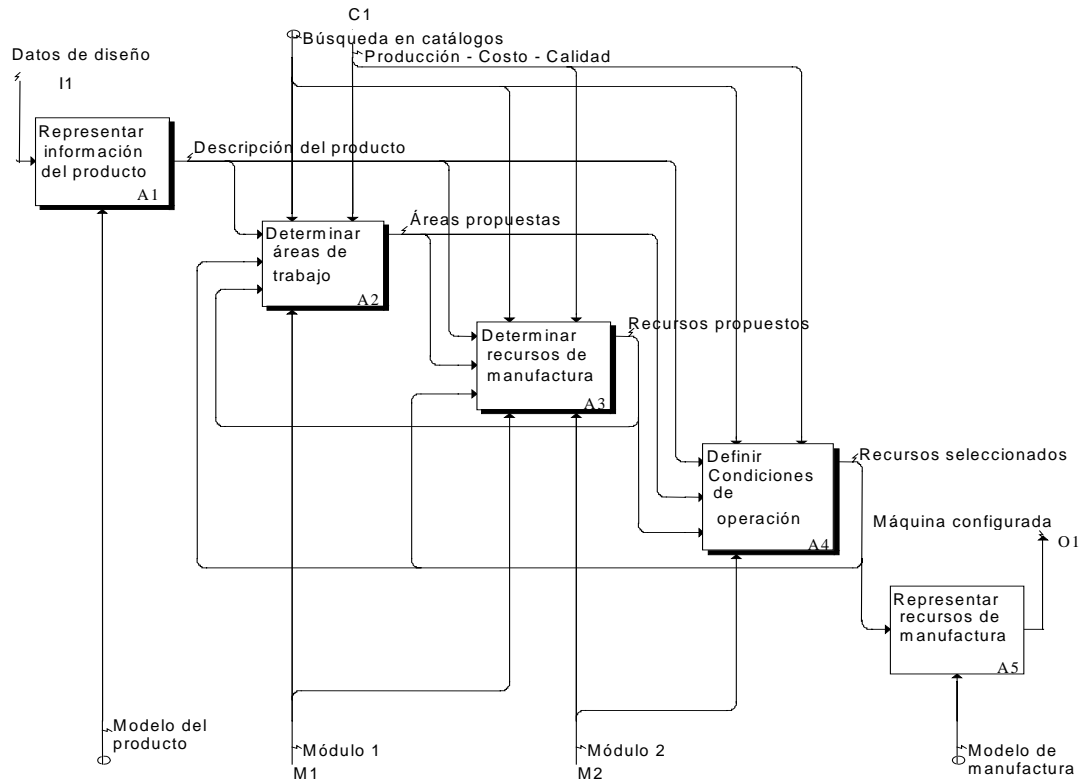 C1
Búsqueda en catálogos
Producción - Costo - Calidad
Datos de diseño
I1
Representar
información
del producto
A1
Descripción del producto
Determinar
áreas de
trabajo
A2
Áreas propuestas
Determinar
recursos de
manufactura
A3
Recursos propuestos
Definir
Condiciones
de
operación
A4
Recursos seleccionados
Máquina configurada
O1
Representar
recursos de
manufactura
A5
Modelo del
producto
Módulo 1
M1
Módulo 2
M2
Modelo de
manufactura